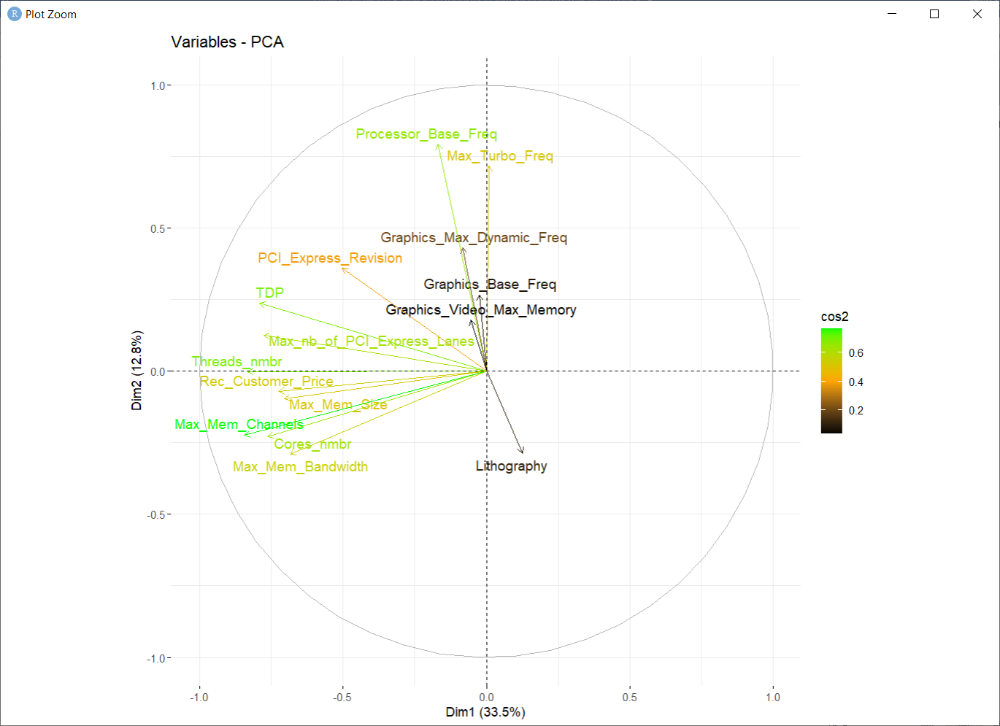 R Plot Zoom
Variables - PCA
1.0
Processor_Base_Freq
Max_Turbo_Freq
0.5
Graphics_Max_Dynamic_Freq
PCI_Express_Revision
Graphics_Base_Freq
TDP
Graphics_Video_Max_Memory
cos2
Max_nb_of_PCI_Express_Lanes
0.6
Threads_nmbr
0.0
Dim2 (12.8%)
Rec_Customer_Price
0.4
Max_Mem_Size
0.2
Max_Mem_Channels
Cores_nmbr
Max_Mem_Bandwidth
Lithography
-0.5
-1.0
-1.0 -0.5 0.0 0.5 1.0
Dim1 (33.5%)